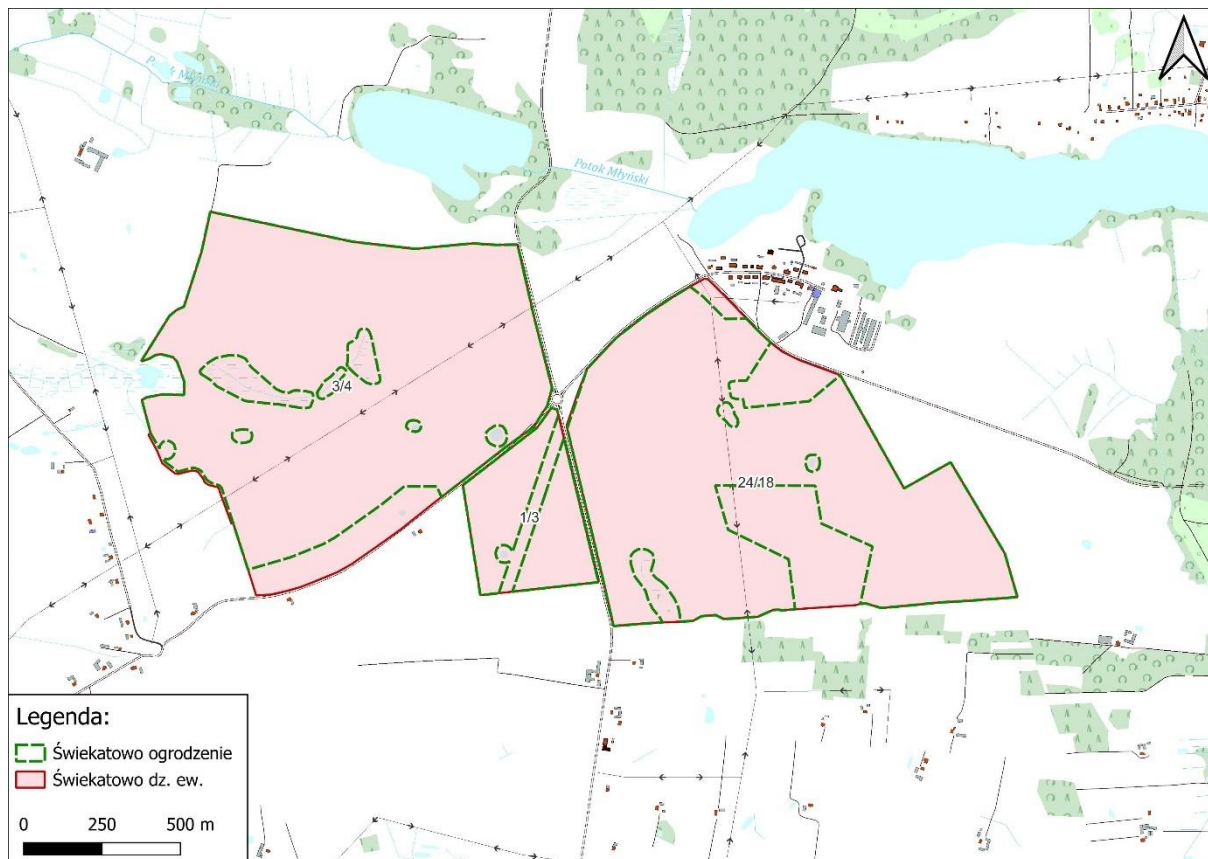 Potok Młyński
Potok Młyński
3/4
24/18
1/3
Legenda:
Świekatowo ogrodzenie
Świekatowo dz. ew.
0 250 500 m